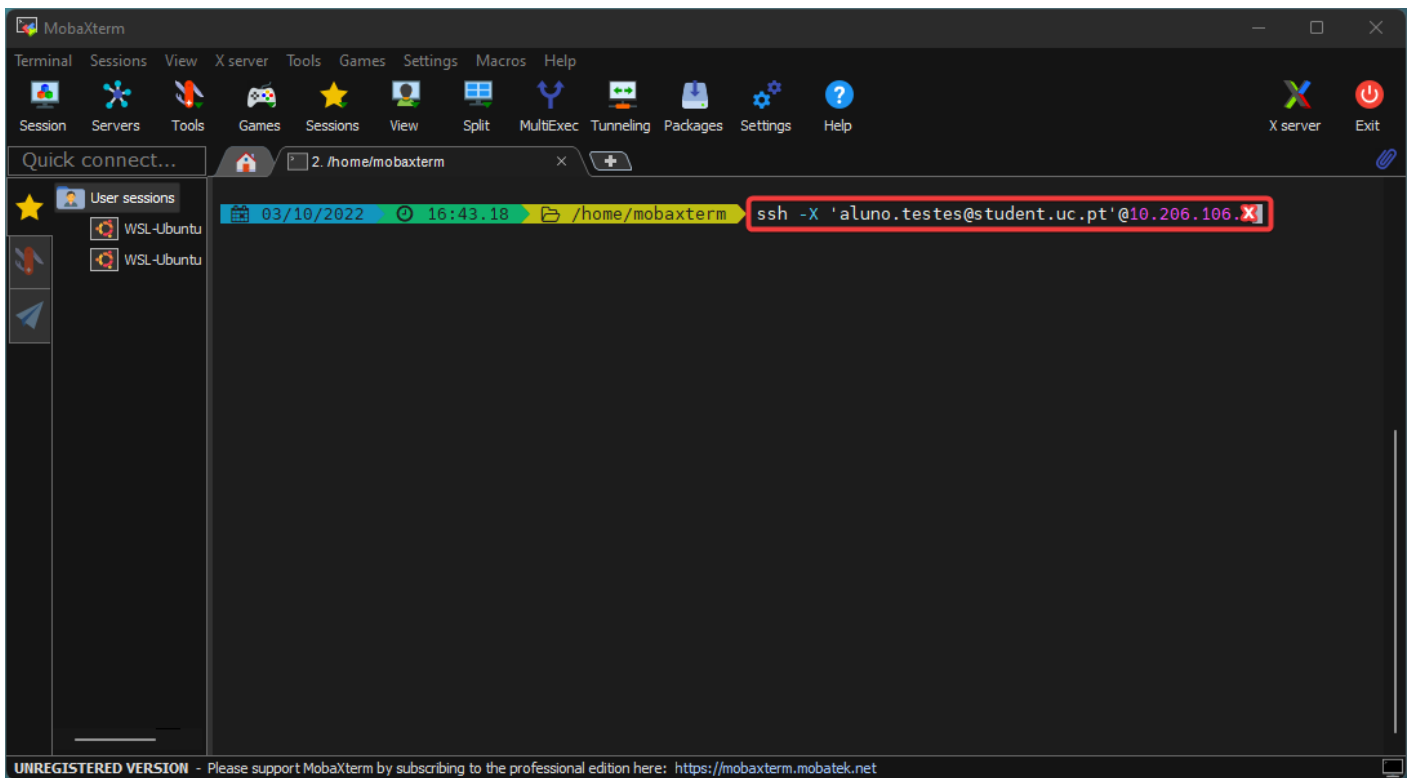 MobaXterm
Terminal Sessions View X server Tools Games Settings Macros Help
Session Servers Tools Games Sessions View Split MultiExec Tunneling Packages Settings Help X server Exit
Quick connect... 2. /home/mobaxterm
User sessions
WSL-Ubuntu
WSL-Ubuntu
03/10/2022 16:43.18 /home/mobaxterm ssh -X 'aluno.testes@student.uc.pt'@10.206.106.X
UNREGISTERED VERSION - Please support MobaXterm by subscribing to the professional edition here: https://mobaxterm.mobatek.net